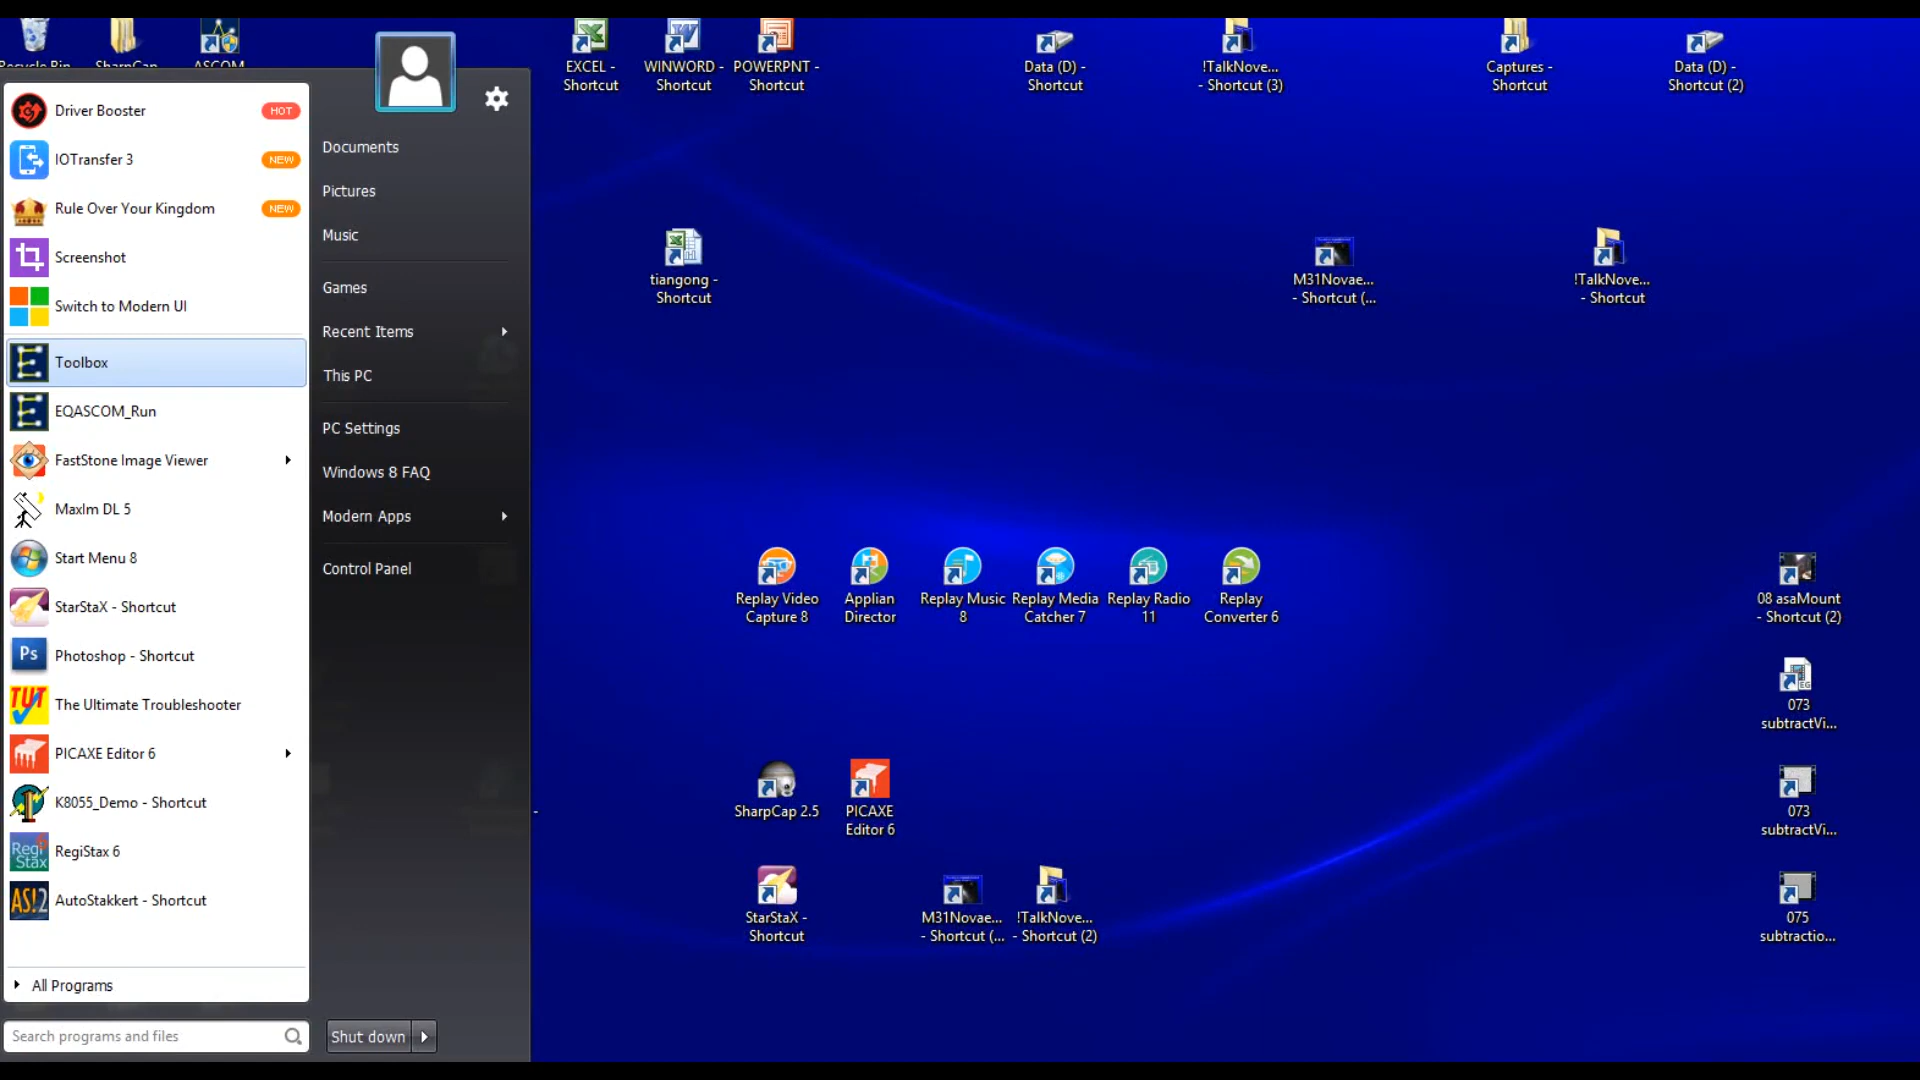 Recycle Bin
SharpCap
ASCOM
EXCEL -
Shortcut
WINWORD -
Shortcut
POWERPNT -
Shortcut
Data (D) -
Shortcut
!TalkNove...
- Shortcut (3)
Captures -
Shortcut
Data (D) -
Shortcut (2)
Driver Booster
HOT
IOTransfer 3
NEW
Rule Over Your Kingdom
NEW
Screenshot
Switch to Modern UI
Toolbox
EQASCOM_Run
FastStone Image Viewer
MaxIm DL 5
Start Menu 8
StarStaX - Shortcut
Ps
Photoshop - Shortcut
TUT
The Ultimate Troubleshooter
PICAXE Editor 6
K8055_Demo - Shortcut
Regi
Stax
RegiStax 6
AS!2
AutoStakkert - Shortcut
All Programs
Search programs and files
Documents
Pictures
Music
Games
Recent Items
This PC
PC Settings
Windows 8 FAQ
Modern Apps
Control Panel
Shut down
tiangong -
Shortcut
M31Novae...
- Shortcut (...
!TalkNove...
- Shortcut
Replay Video
Capture 8
Applian
Director
Replay Music
8
Replay Media
Catcher 7
Replay Radio
11
Replay
Converter 6
08 asaMount
- Shortcut (2)
073
subtractVi...
073
subtractVi...
075
subtractio...
SharpCap 2.5
PICAXE
Editor 6
StarStaX -
Shortcut
M31Novae...
- Shortcut (...
!TalkNove...
- Shortcut (2)